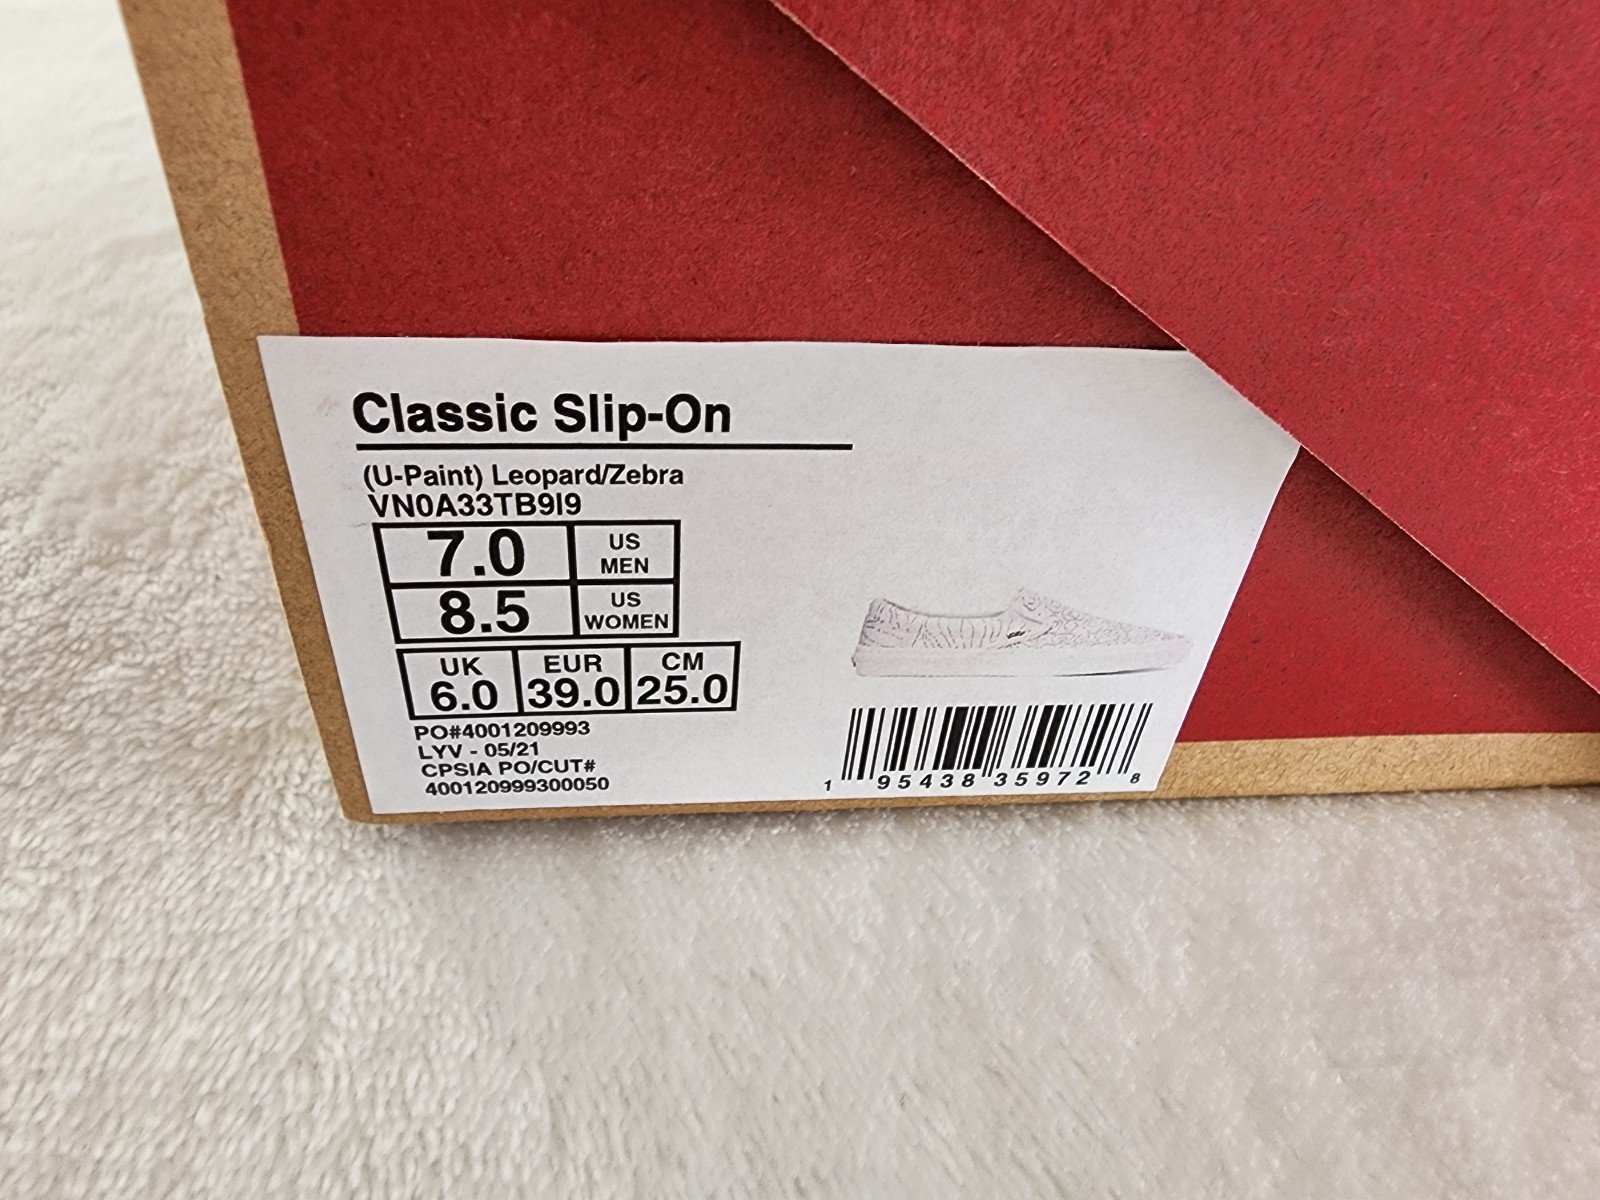 Classic Slip-On
(U-Paint) Leopard/Zebra
VN0A33TB9I9
7.0 US MEN
8.5 US WOMEN
UK EUR CM
6.0 39.0 25.0
PO#4001209993
LYV - 05/21
CPSIA PO/CUT#
400120999300050
1 95438 35972 8